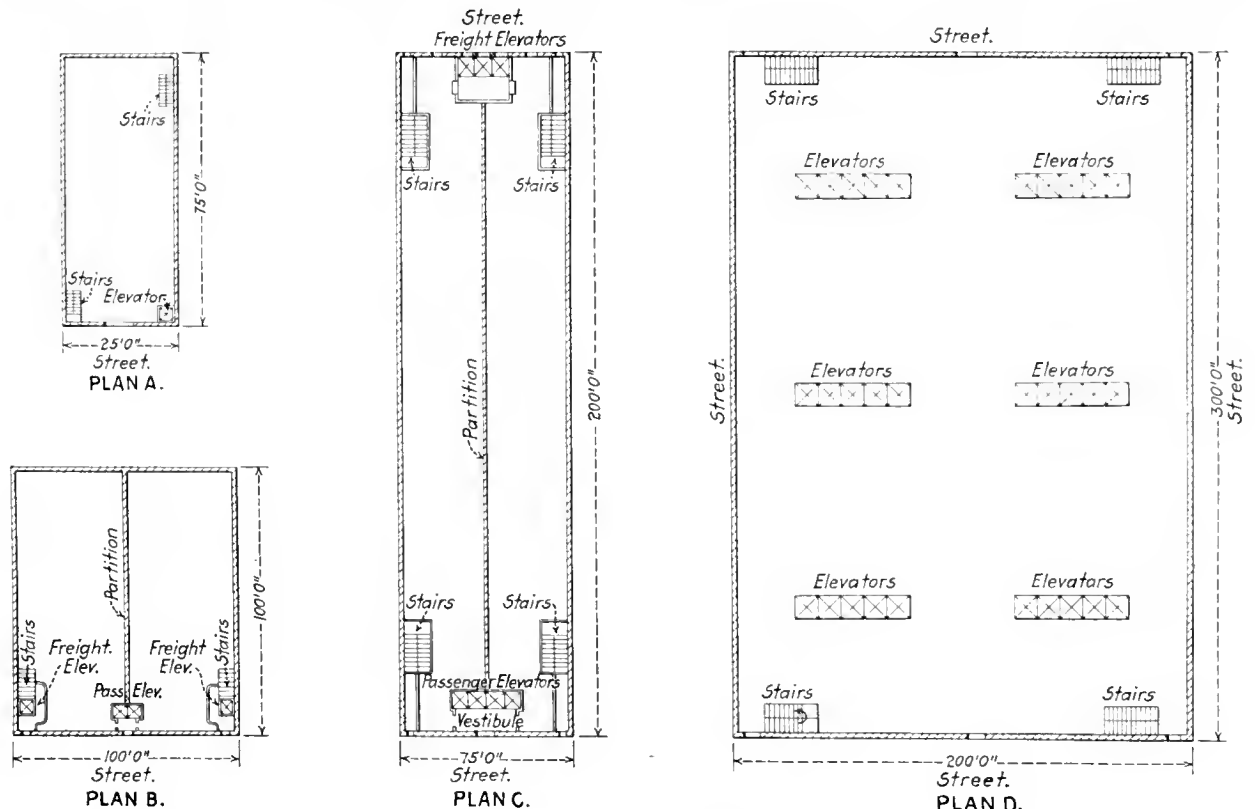 Stairs
75'0"
Stairs
Elevator
25'0"
Street.
PLAN A.
Partition
100'0"
Stairs
Freight.
Elev.
Freight
Elev.
Stairs
Pass. Elev.
100'0"
Street.
PLAN B.
Street.
Freight Elevators
Stairs
Stairs
Partition
200'0"
Stairs
Stairs
Passenger Elevators
Vestibule
75'0"
Street.
PLAN C.
Street.
Stairs
Stairs
Elevators
Elevators
Street.
Elevators
Elevators
300'0"
Street.
Elevators
Elevators
Stairs
Stairs
200'0"
Street.
PLAN D.